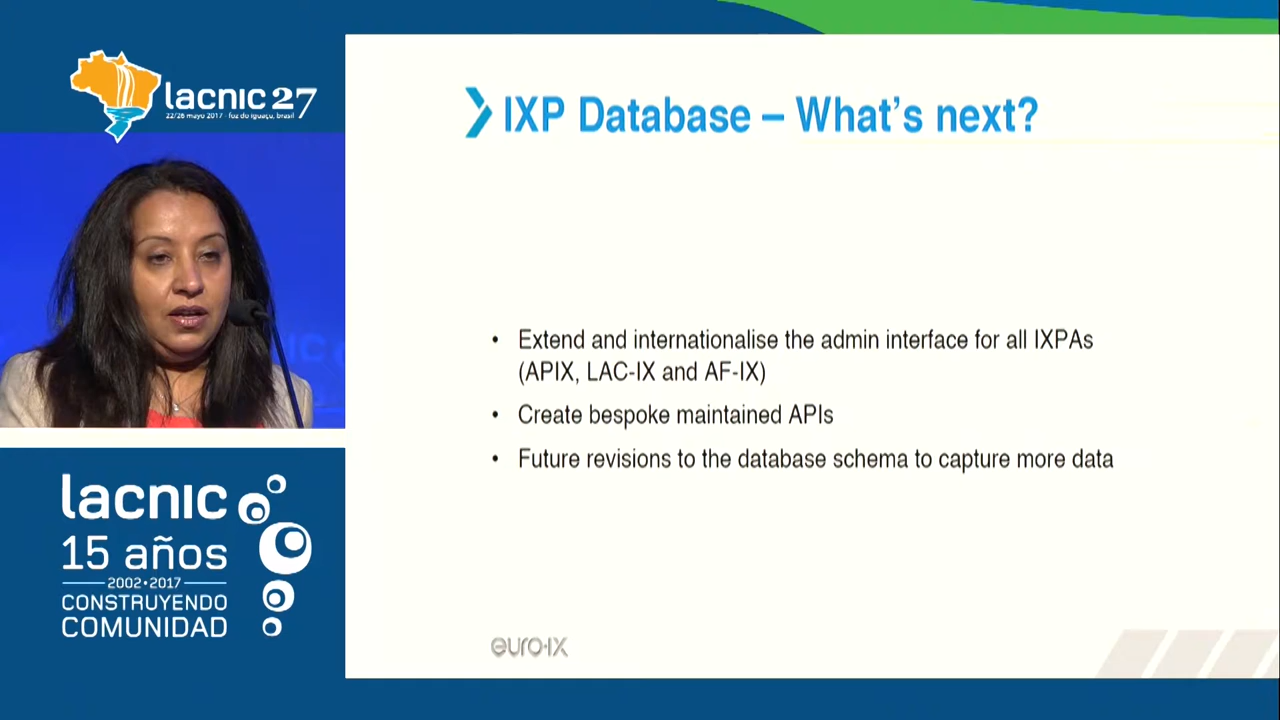 lacnic 27
22/26 mayo 2017 - foz do iguaçu, brasil
IXP Database – What's next?
• Extend and internationalise the admin interface for all IXPAs
(APIX, LAC-IX and AF-IX)
• Create bespoke maintained APIs
• Future revisions to the database schema to capture more data
lacnic
15 años
2002•2017
CONSTRUYENDO
COMUNIDAD
euro-ix